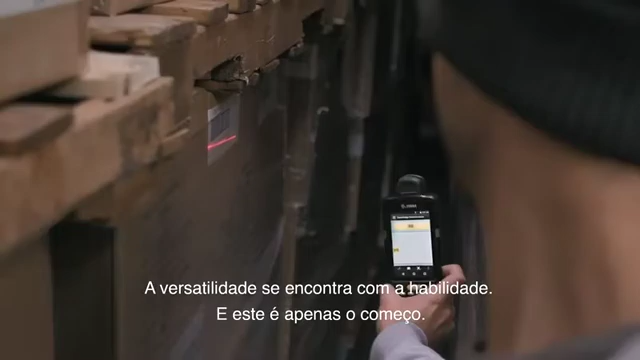 A versatilidade se encontra com a habilidade.
E este é apenas o começo.